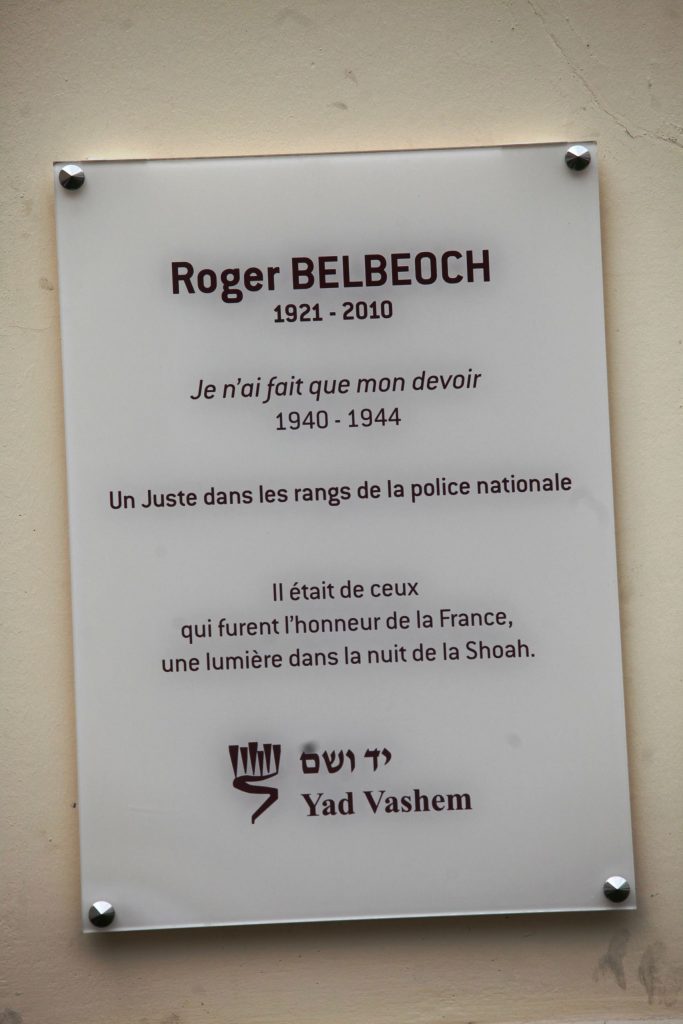 Roger BELBEOCH
1921 - 2010
Je n'ai fait que mon devoir
1940 - 1944
Un Juste dans les rangs de la police nationale
Il était de ceux
qui furent l'honneur de la France,
une lumière dans la nuit de la Shoah.
יד ושם
Yad Vashem